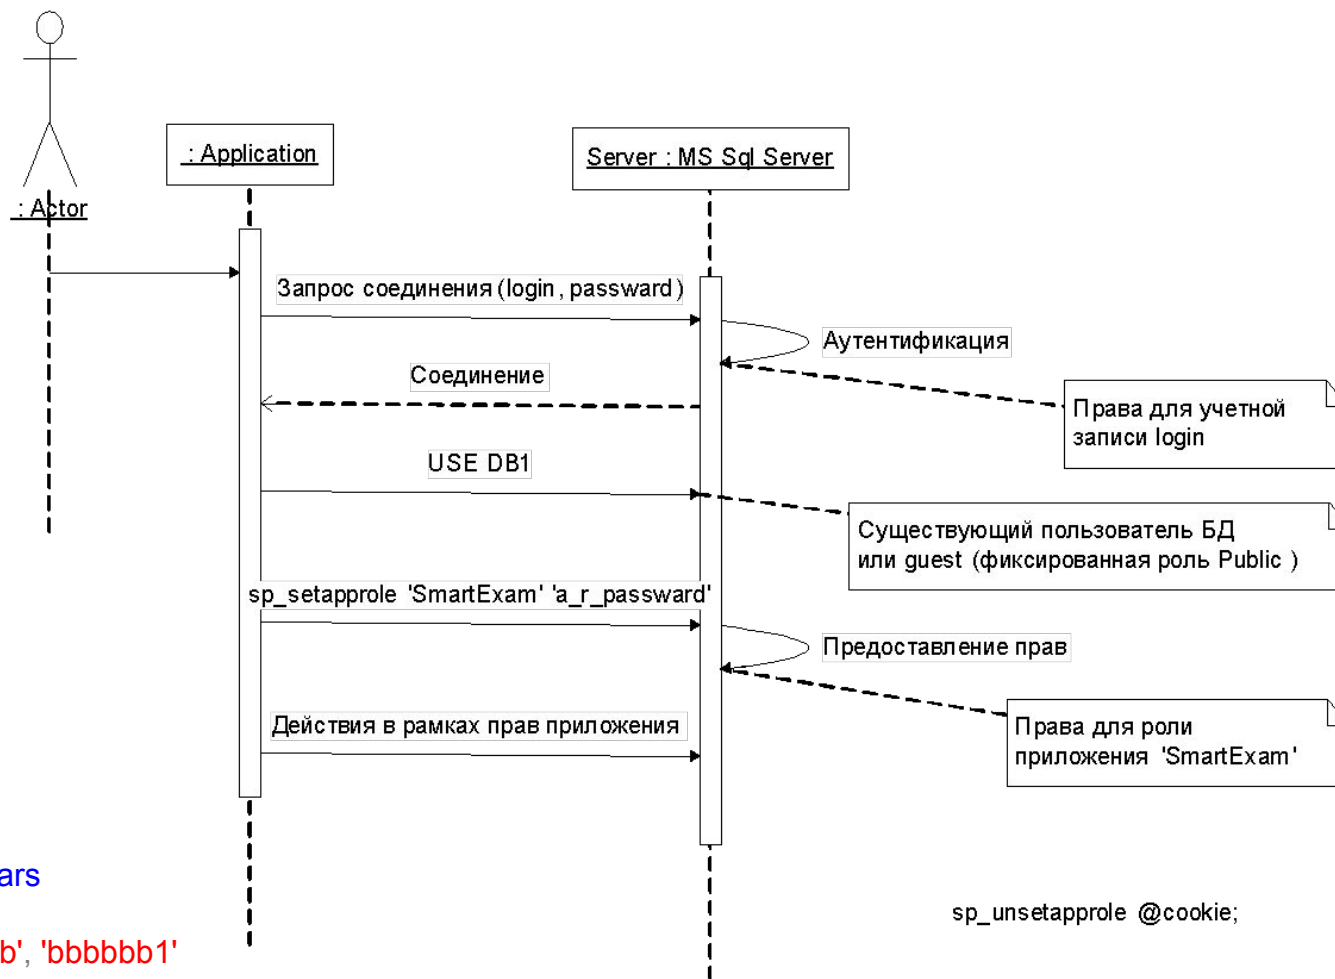 : Application
Server : MS Sql Server
: Actor
Запрос соединения (login , passward )
Аутентификация
Соединение
Права для учетной
записи login
USE DB1
Существующий пользователь БД
или guest (фиксированная роль Public )
sp_setapprole 'SmartExam' 'a_r_passward'
Предоставление прав
Действия в рамках прав приложения
Права для роли
приложения 'SmartExam'
ars
sp_unsetapprole @cookie;
b', 'bbbbbb1'